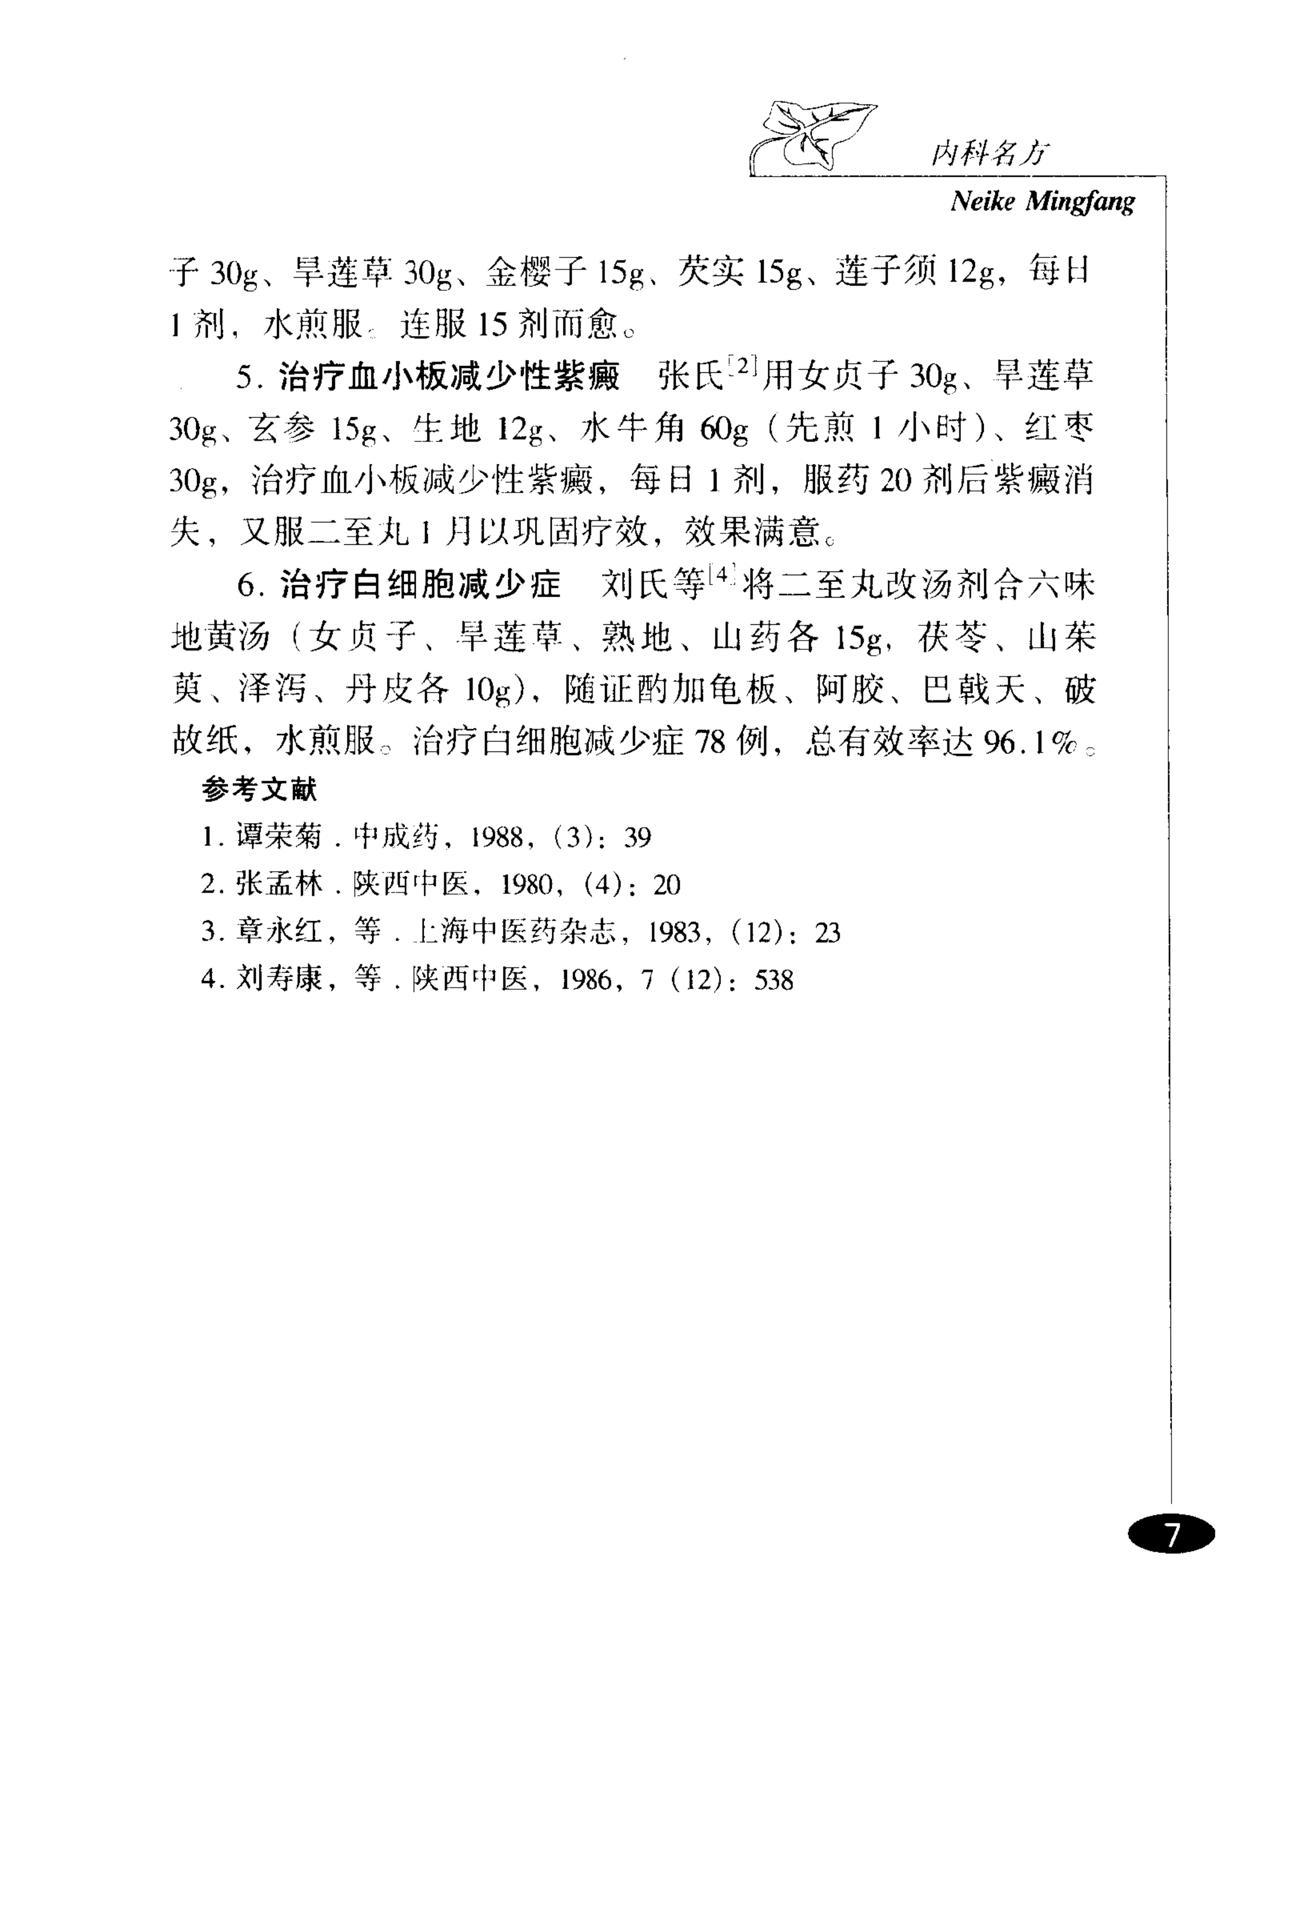 内科名方
Neike Mingfang
子 30g、旱莲草 30g、金樱子 15g、芡实 15g、莲子须 12g，每日
1 剂，水煎服。连服 15 剂而愈。
5. 治疗血小板减少性紫癜 张氏[2]用女贞子 30g、旱莲草
30g、玄参 15g、生地 12g、水牛角 60g（先煎 1 小时）、红枣
30g，治疗血小板减少性紫癜，每日 1 剂，服药 20 剂后紫癜消
失，又服二至丸 1 月以巩固疗效，效果满意。
6. 治疗白细胞减少症 刘氏等[4]将二至丸改汤剂合六味
地黄汤（女贞子、旱莲草、熟地、山药各 15g，茯苓、山茱
萸、泽泻、丹皮各 10g），随证酌加龟板、阿胶、巴戟天、破
故纸，水煎服。治疗白细胞减少症 78 例，总有效率达 96.1%。
参考文献
1. 谭荣菊．中成药，1988，（3）：39
2. 张孟林．陕西中医，1980，（4）：20
3. 章永红，等．上海中医药杂志，1983，（12）：23
4. 刘寿康，等．陕西中医，1986，7（12）：538
7